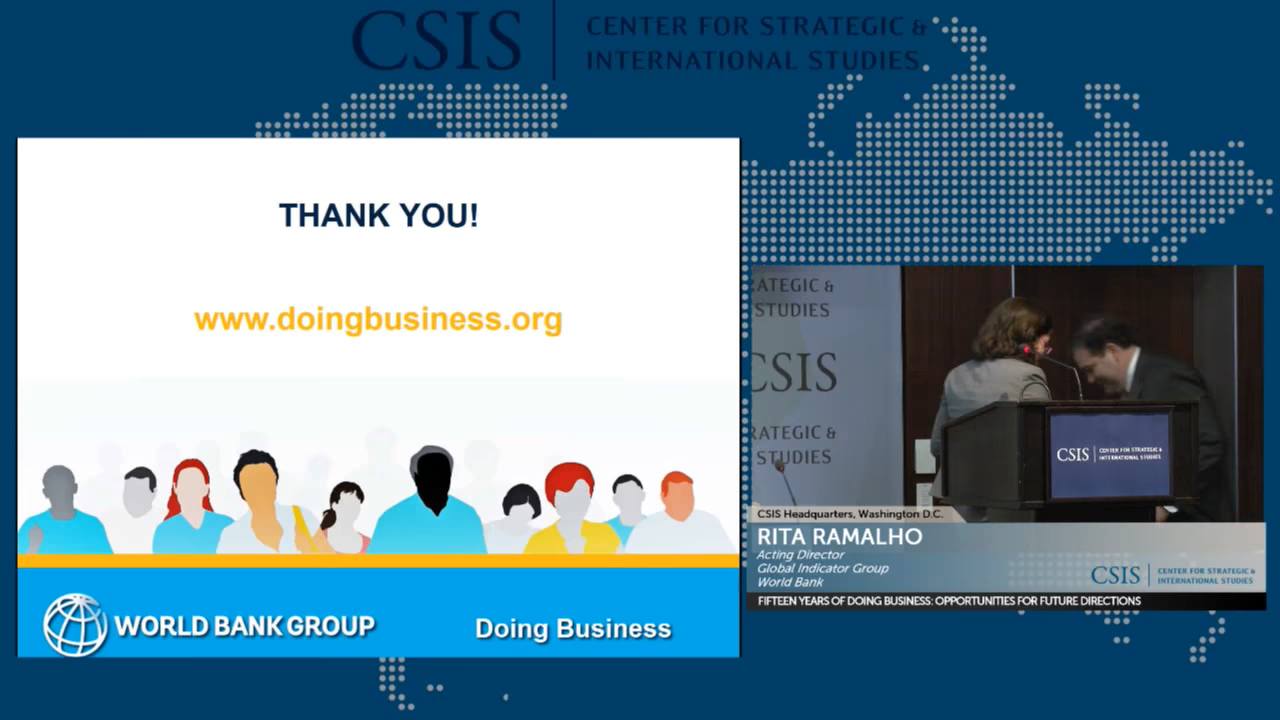 CSIS
CENTER FOR STRATEGIC &
INTERNATIONAL STUDIES
THANK YOU!
www.doingbusiness.org
WORLD BANK GROUP
Doing Business
ATEGIC &
STUDIES
CSIS
RATEGIC &
STUDIES
CSIS
CENTER FOR STRATEGIC &
INTERNATIONAL STUDIES
CSIS Headquarters, Washington D.C.
RITA RAMALHO
Acting Director
Global Indicator Group
World Bank
CSIS
CENTER FOR STRATEGIC &
INTERNATIONAL STUDIES
FIFTEEN YEARS OF DOING BUSINESS: OPPORTUNITIES FOR FUTURE DIRECTIONS